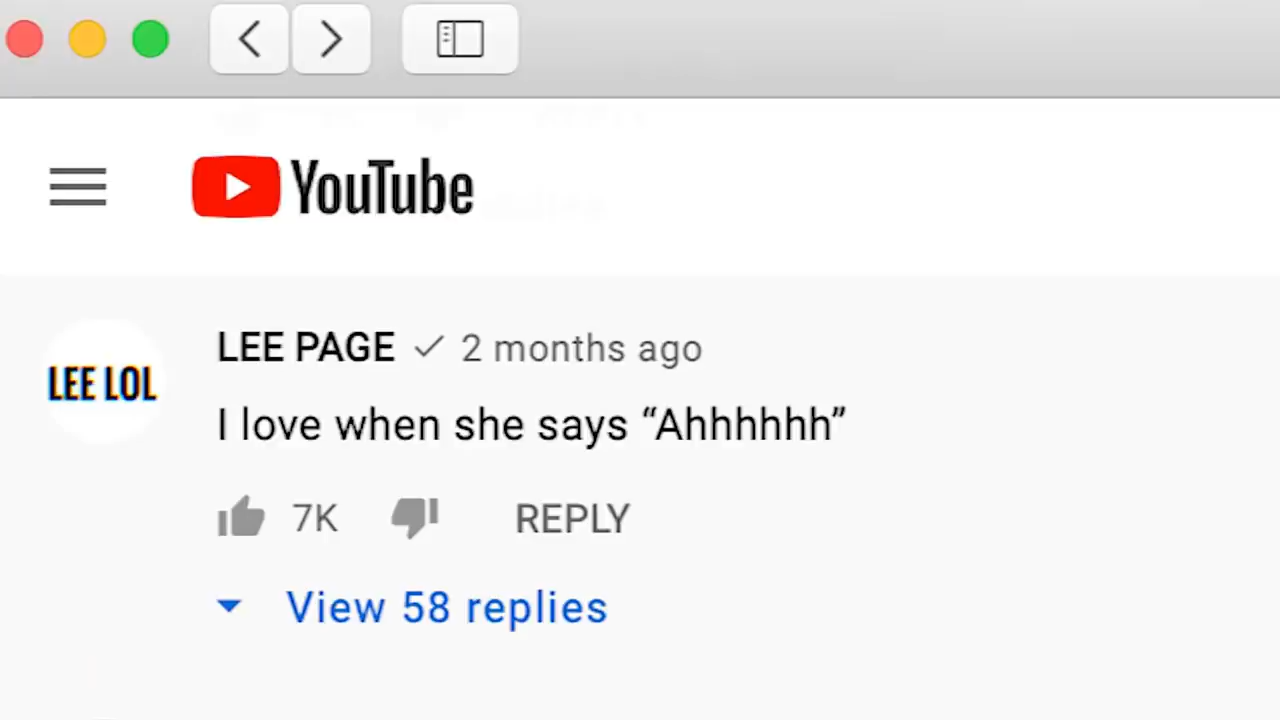 YouTube
LEE LOL
LEE PAGE ✓ 2 months ago
I love when she says “Ahhhhhh”
7K REPLY
View 58 replies